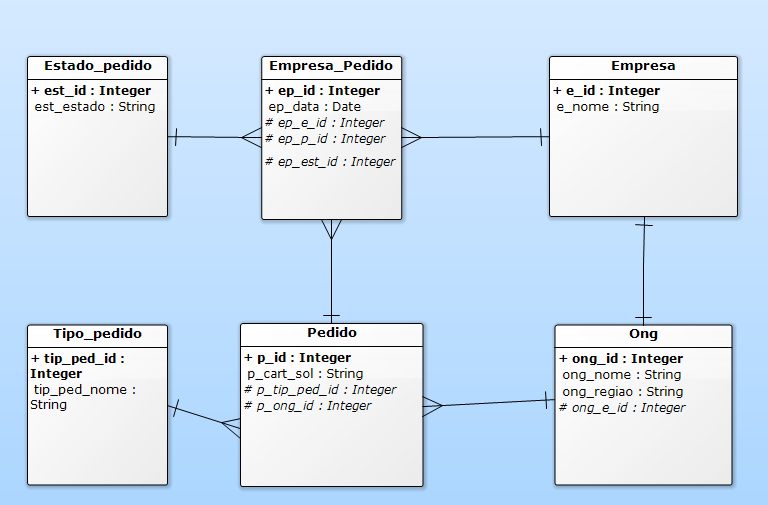 Estado_pedido
+ est_id : Integer
est_estado : String
Empresa_Pedido
+ ep_id : Integer
ep_data : Date
# ep_e_id : Integer
# ep_p_id : Integer
# ep_est_id : Integer
Empresa
+ e_id : Integer
e_nome : String
Tipo_pedido
+ tip_ped_id :
Integer
tip_ped_nome :
String
Pedido
+ p_id : Integer
p_cart_sol : String
# p_tip_ped_id : Integer
# p_ong_id : Integer
Ong
+ ong_id : Integer
ong_nome : String
ong_regiao : String
# ong_e_id : Integer